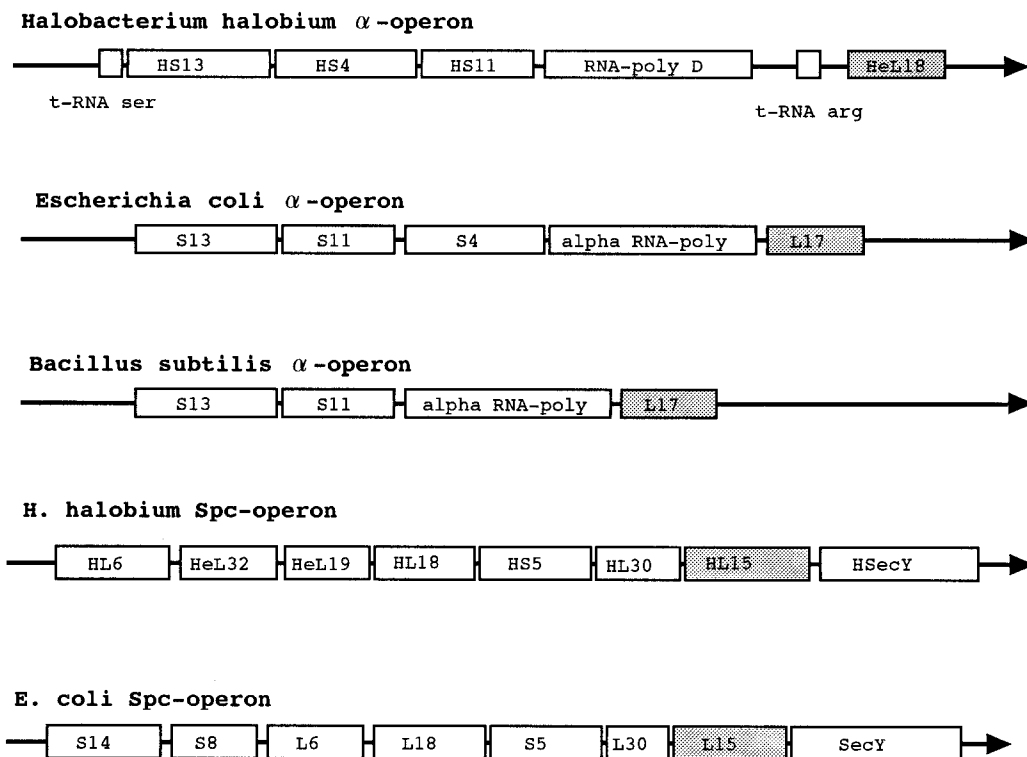 Halobacterium halobium α-operon
HS13 HS4 HS11 RNA-poly D HeL18
t-RNA ser
t-RNA arg
Escherichia coli α-operon
S13 S11 S4 alpha RNA-poly L17
Bacillus subtilis α-operon
S13 S11 alpha RNA-poly L17
H. halobium Spc-operon
HL6 HeL32 HeL19 HL18 HS5 HL30 HL15 HSecY
E. coli Spc-operon
S14 S8 L6 L18 S5 L30 L15 SecY